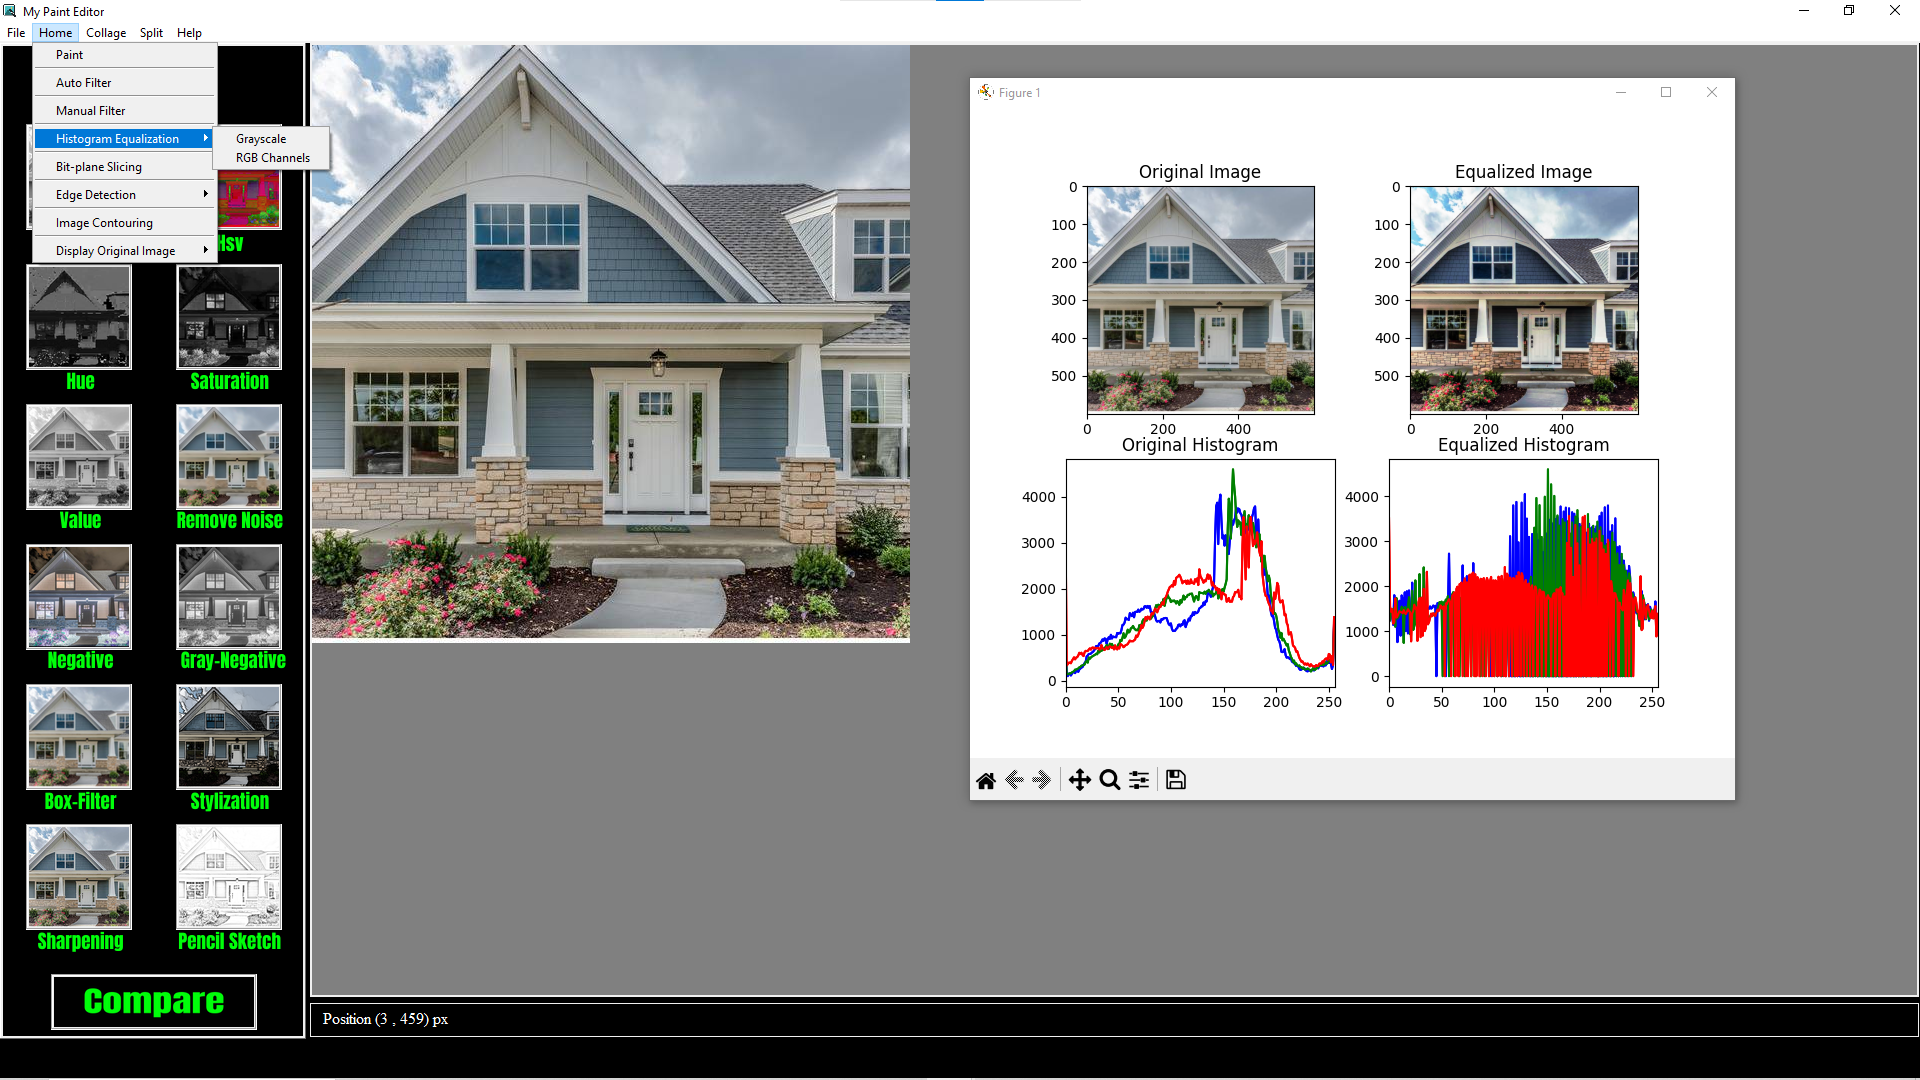 My Paint Editor
File Home Collage Split Help
Paint
Auto Filter
Manual Filter
Histogram Equalization
Grayscale
RGB Channels
Bit-plane Slicing
Edge Detection
Image Contouring
Display Original Image
Hsv
Hue Saturation
Value Remove Noise
Negative Gray-Negative
Box-Filter Stylization
Sharpening Pencil Sketch
Compare
Position (3 , 459) px
Figure 1
Original Image
0
100
200
300
400
500
0 200 400
Equalized Image
0
100
200
300
400
500
0 200 400
Original Histogram
4000
3000
2000
1000
0
0 50 100 150 200 250
Equalized Histogram
4000
3000
2000
1000
0
0 50 100 150 200 250